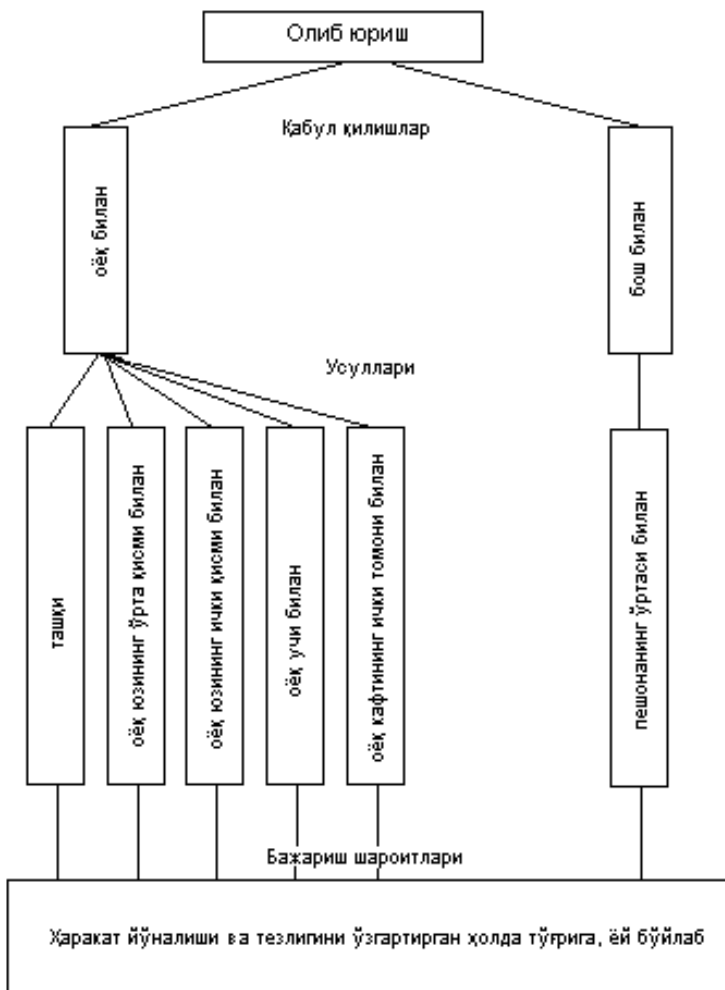 Олиб юриш
Қабул қилишлар
оёқ билан
бош билан
Усуллари
ташқи
оёқ юзининг ўрта қисми билан
оёқ юзининг ички қисми билан
оёқ учи билан
оёқ кафтининг ички томони билан
пешонанинг ўртаси билан
Бажариш шароитлари
Ҳаракат йўналиши ва тезлигини ўзгартирган ҳолда тўғрига, ёй бўйлаб